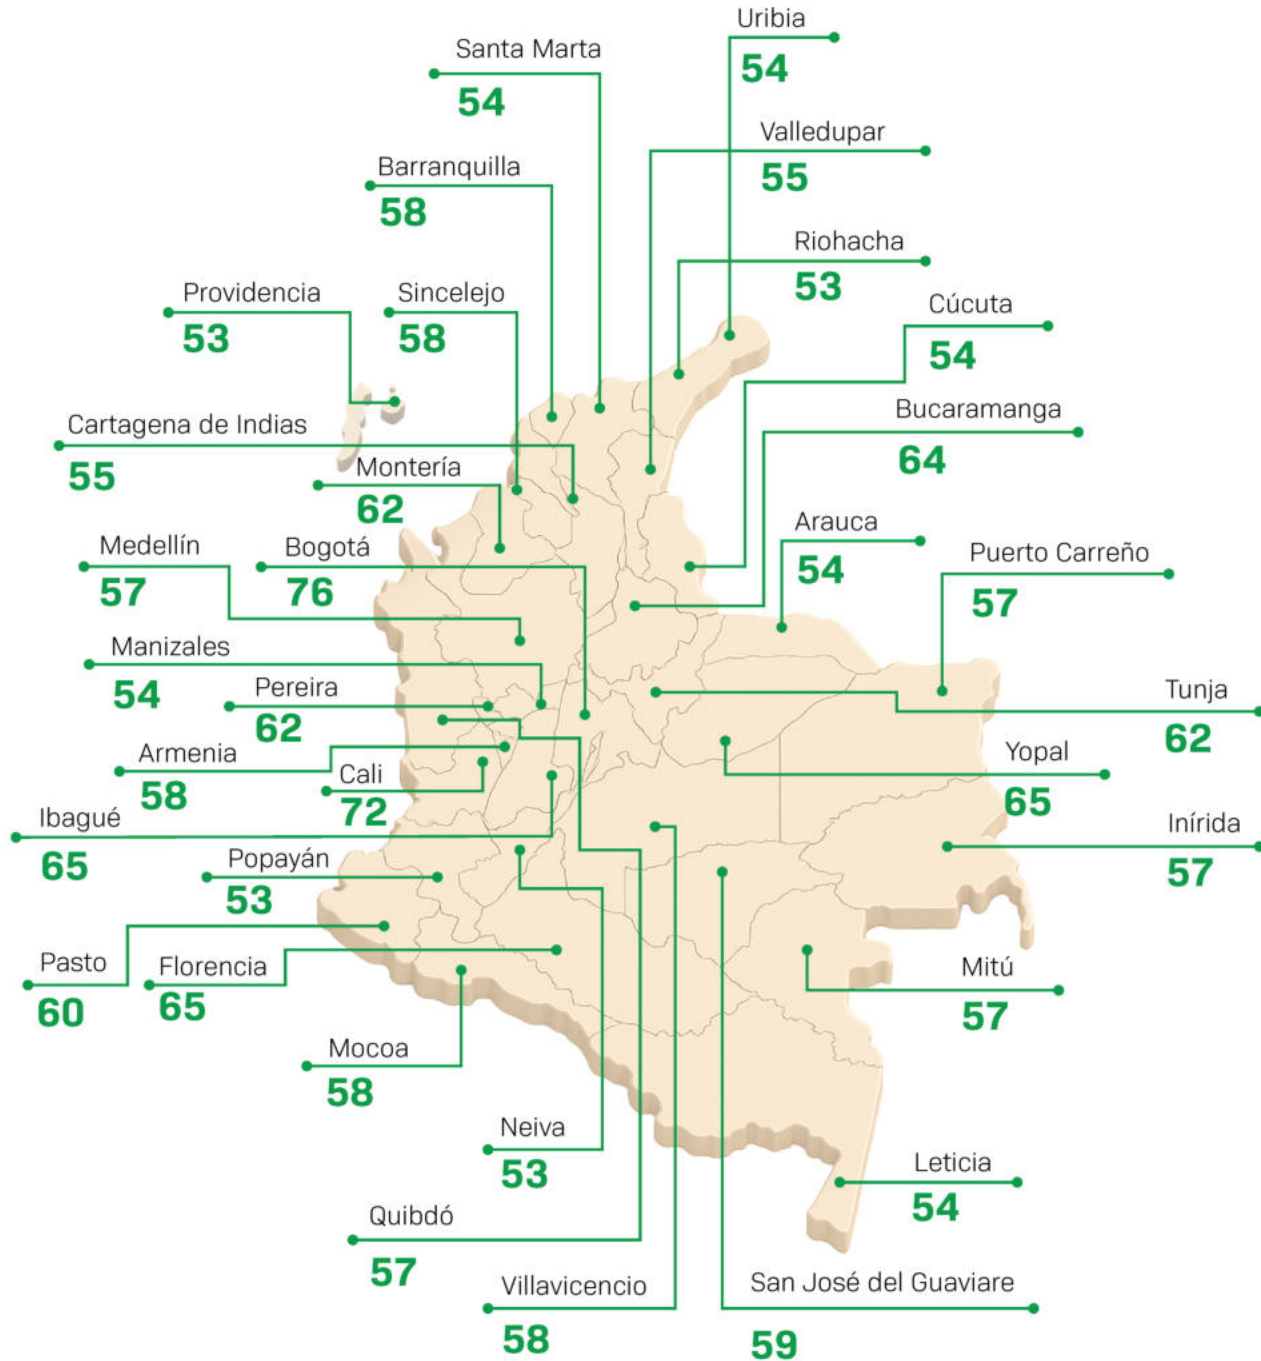 Uribia
54
Santa Marta
54
Valledupar
55
Barranquilla
58
Riohacha
53
Providencia
53
Sincelejo
58
Cúcuta
54
Cartagena de Indias
55
Bucaramanga
64
Montería
62
Arauca
54
Medellín
57
Bogotá
76
Puerto Carreño
57
Manizales
54
Pereira
62
Tunja
62
Armenia
58
Cali
72
Yopal
65
Ibagué
65
Inírida
57
Popayán
53
Pasto
60
Florencia
65
Mitú
57
Mocoa
58
Neiva
53
Leticia
54
Quibdó
57
Villavicencio
58
San José del Guaviare
59